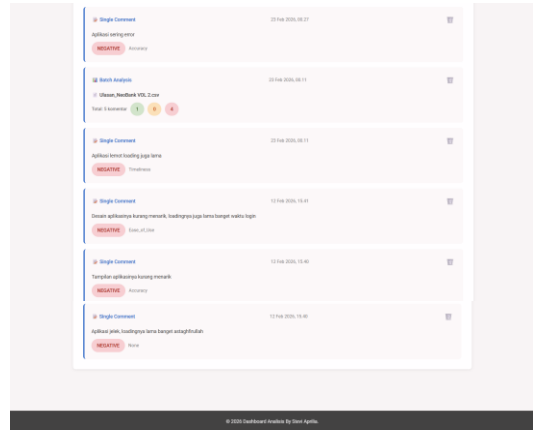 Single Comment
23 Feb 2026, 08.27
Aplikasi sering error
NEGATIVE Accuracy
Batch Analysis
23 Feb 2026, 08.11
Ulasan_NeoBank VOL 2.csv
Total: 5 komentar 1 0 4
Single Comment
23 Feb 2026, 08.11
Aplikasi lemot loading juga lama
NEGATIVE Timeliness
Single Comment
12 Feb 2026, 15.41
Desain aplikasinya kurang menarik, loadingnya juga lama banget waktu login
NEGATIVE Ease_of_Use
Single Comment
12 Feb 2026, 15.40
Tampilan aplikasinya kurang menarik
NEGATIVE Accuracy
Single Comment
12 Feb 2026, 15.40
Aplikasi jelek, loadingnya lama banget astaghfirullah
NEGATIVE None
© 2026 Dashboard Analisis By Siwi Aprilia.